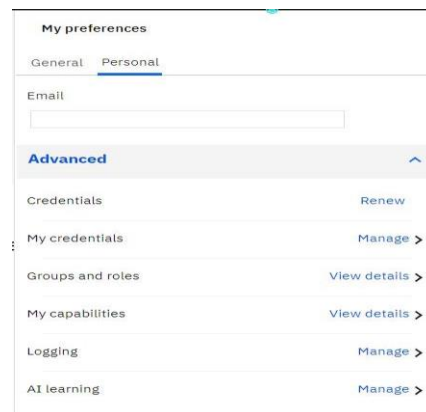 My preferences
General Personal
Email
Advanced
Credentials Renew
My credentials Manage
Groups and roles View details
My capabilities View details
Logging Manage
AI learning Manage